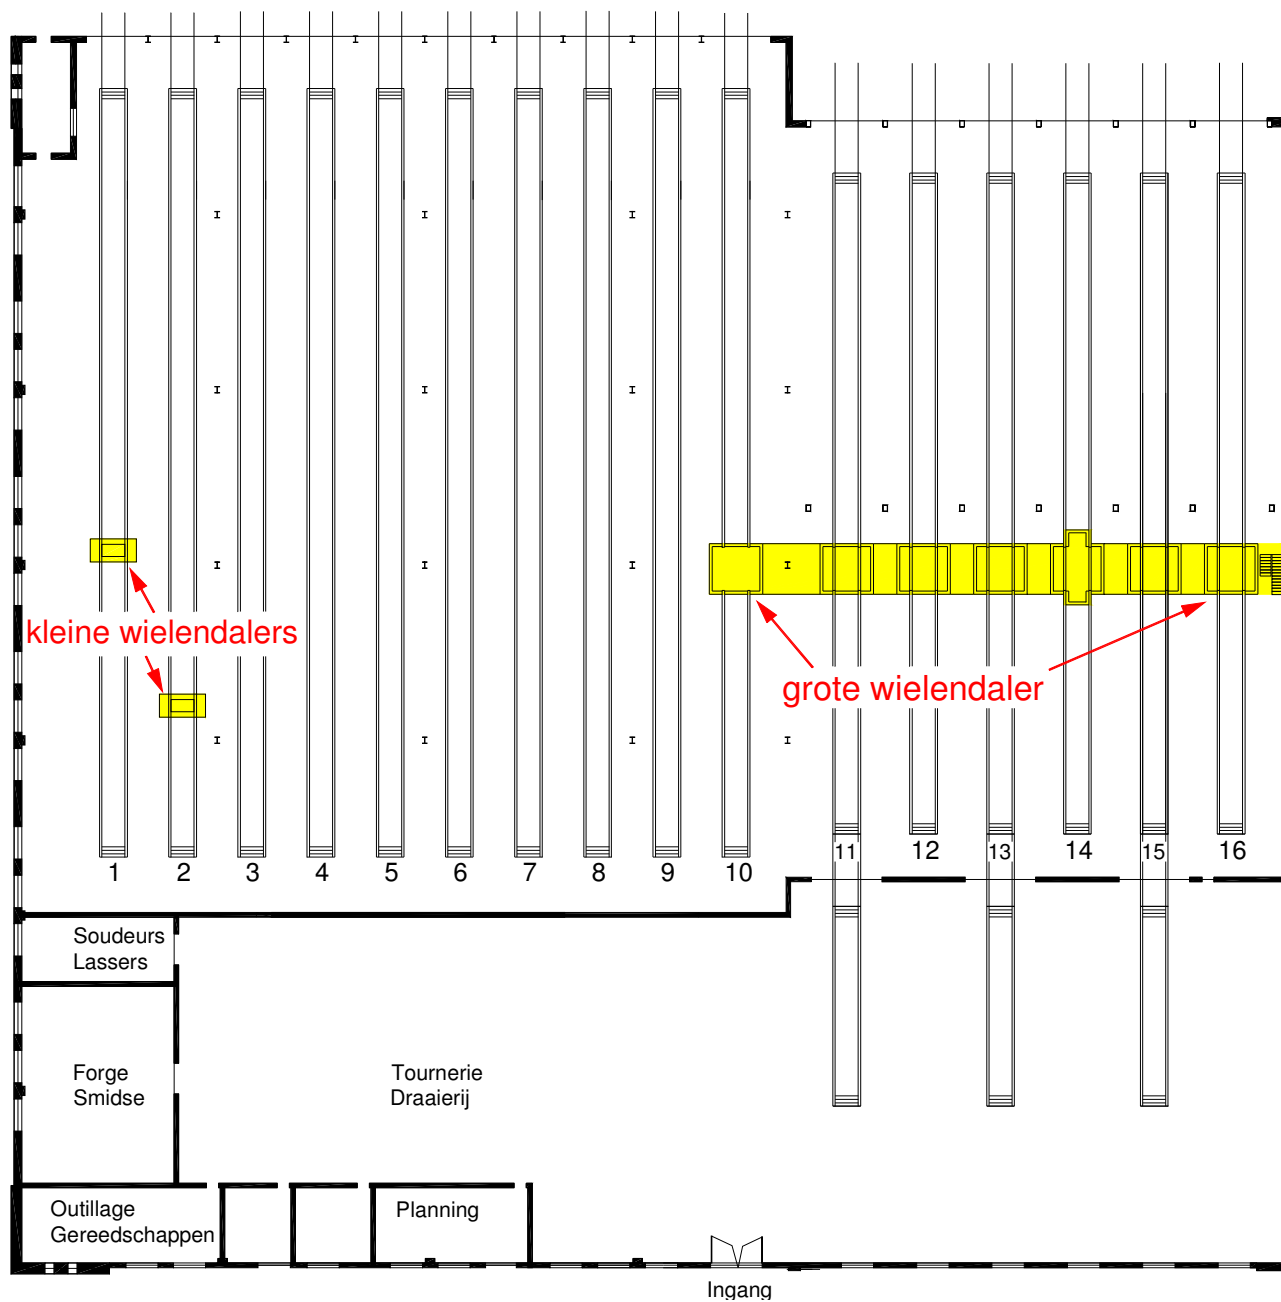 kleine wielendalers
grote wielendaler
1 2 3 4 5 6 7 8 9 10 11 12 13 14 15 16
Soudeurs
Lassers
Forge
Smidse
Tournerie
Draaierij
Outillage
Gereedschappen
Planning
Ingang